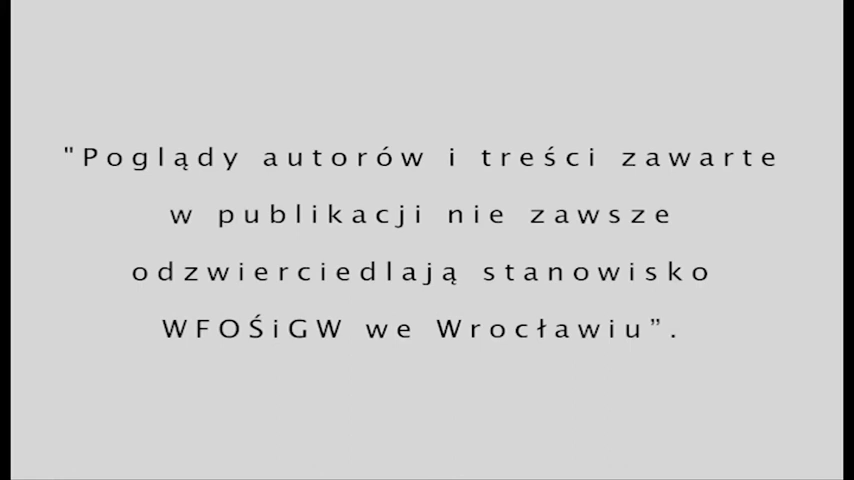 "Poglądy autorów i treści zawarte
w publikacji nie zawsze
odzwierciedlają stanowisko
WFOŚiGW we Wrocławiu”.